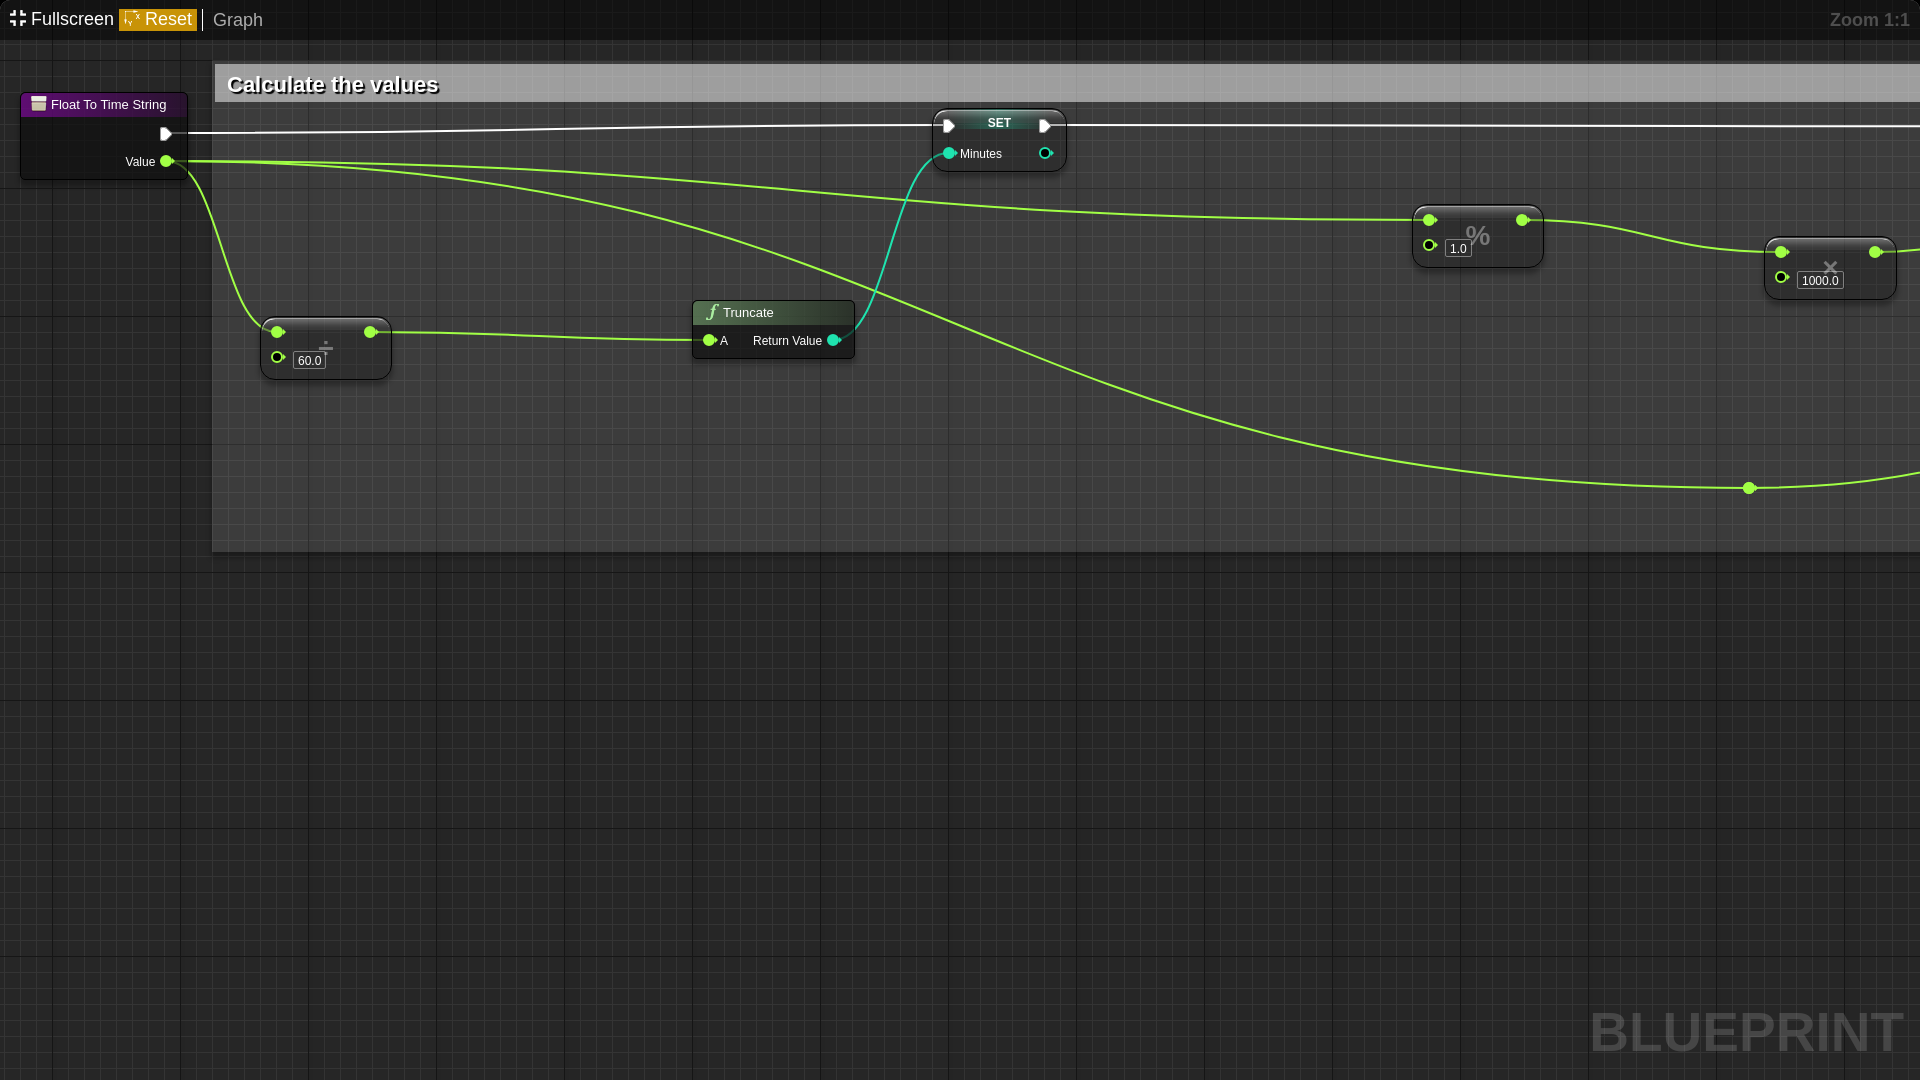 Fullscreen Reset Graph Zoom 1:1
Calculate the values
Float To Time String
Value
SET
Minutes
%
1.0
×
1000.0
f Truncate
A Return Value
÷
60.0
BLUEPRINT